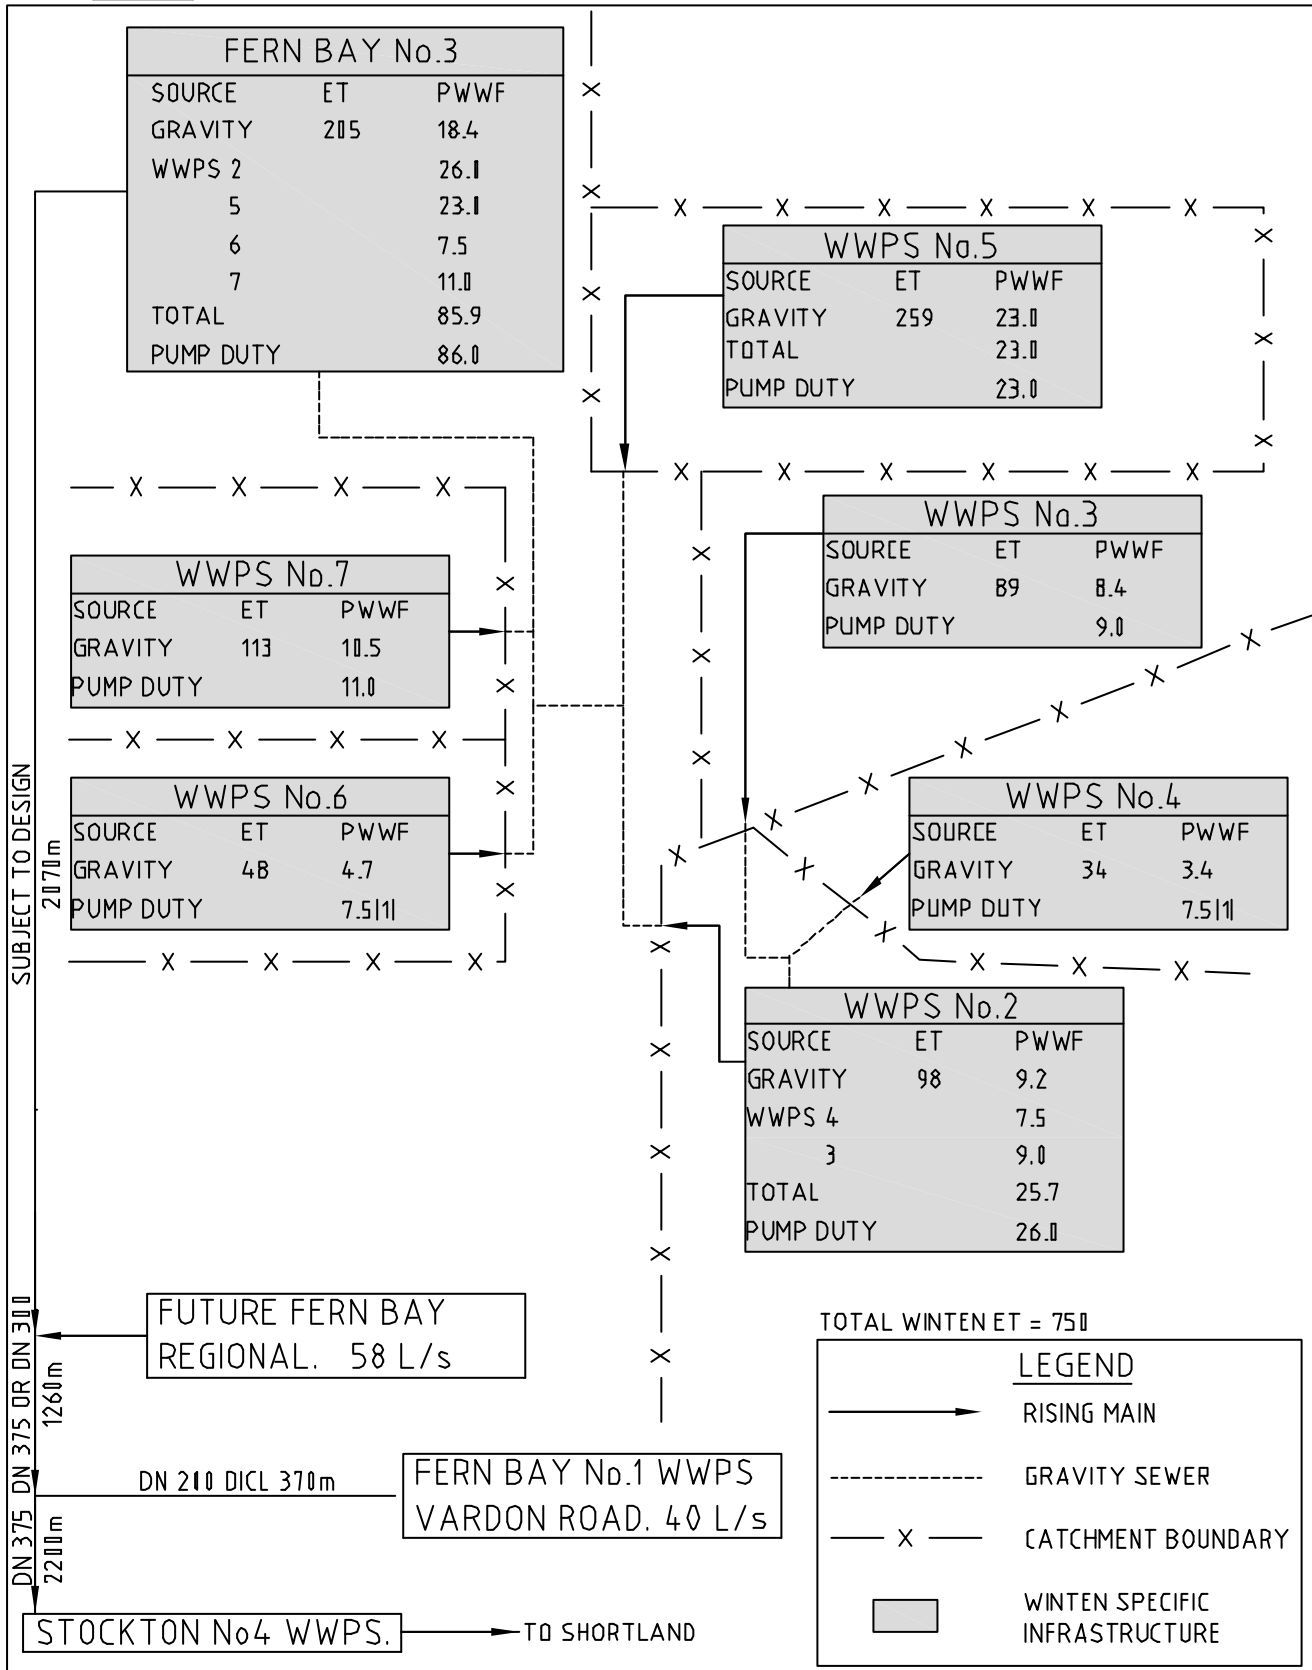 FERN BAY No.3
SOURCE ET PWWF
GRAVITY 205 18.4
WWPS 2 26.0
5 23.0
6 7.5
7 11.0
TOTAL 85.9
PUMP DUTY 86.0
WWPS No.5
SOURCE ET PWWF
GRAVITY 259 23.0
TOTAL 23.0
PUMP DUTY 23.0
WWPS No.3
SOURCE ET PWWF
GRAVITY 89 8.4
PUMP DUTY 9.0
WWPS No.7
SOURCE ET PWWF
GRAVITY 113 10.5
PUMP DUTY 11.0
WWPS No.6
SOURCE ET PWWF
GRAVITY 48 4.7
PUMP DUTY 7.5|1|
WWPS No.4
SOURCE ET PWWF
GRAVITY 34 3.4
PUMP DUTY 7.5|1|
WWPS No.2
SOURCE ET PWWF
GRAVITY 98 9.2
WWPS 4 7.5
3 9.0
TOTAL 25.7
PUMP DUTY 26.0
SUBJECT TO DESIGN
2070m
DN 375 OR DN 300
1260m
DN 375
2200m
FUTURE FERN BAY
REGIONAL. 58 L/s
DN 200 DICL 370m
FERN BAY No.1 WWPS
VARDON ROAD. 40 L/s
STOCKTON No4 WWPS.
TO SHORTLAND
TOTAL WINTEN ET = 750
LEGEND
RISING MAIN
GRAVITY SEWER
X CATCHMENT BOUNDARY
WINTEN SPECIFIC
INFRASTRUCTURE